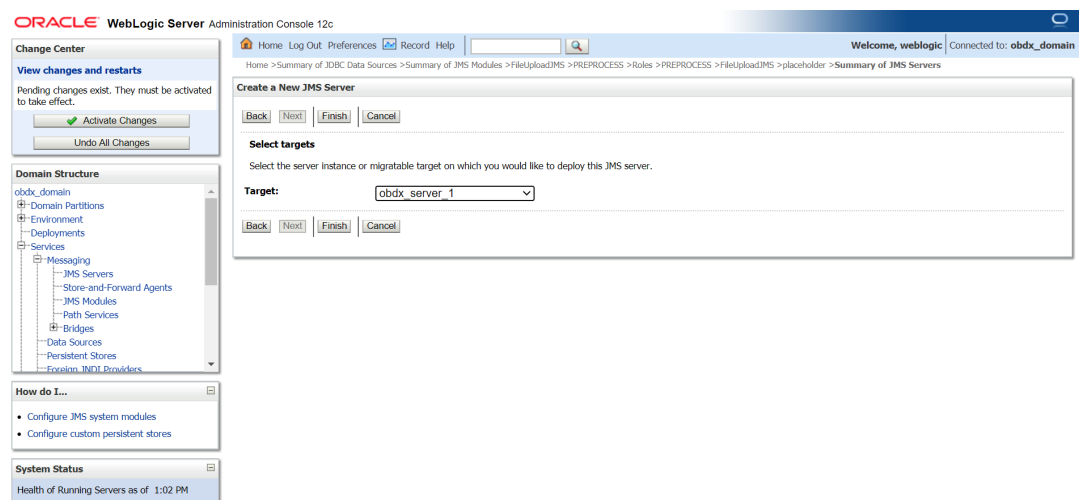 ORACLE WebLogic Server Administration Console 12c
Change Center
View changes and restarts
Pending changes exist. They must be activated
to take effect.
Activate Changes
Undo All Changes
Domain Structure
obdx_domain
Domain Partitions
Environment
Deployments
Services
Messaging
JMS Servers
Store-and-Forward Agents
JMS Modules
Path Services
Bridges
Data Sources
Persistent Stores
Foreign JNDI Providers
How do I...
Configure JMS system modules
Configure custom persistent stores
System Status
Health of Running Servers as of 1:02 PM
Home Log Out Preferences Record Help
Welcome, weblogic Connected to: obdx_domain
Home >Summary of JDBC Data Sources >Summary of JMS Modules >FileUploadJMS >PREPROCESS >Roles >PREPROCESS >FileUploadJMS >placeholder >Summary of JMS Servers
Create a New JMS Server
Back Next Finish Cancel
Select targets
Select the server instance or migratable target on which you would like to deploy this JMS server.
Target: obdx_server_1
Back Next Finish Cancel